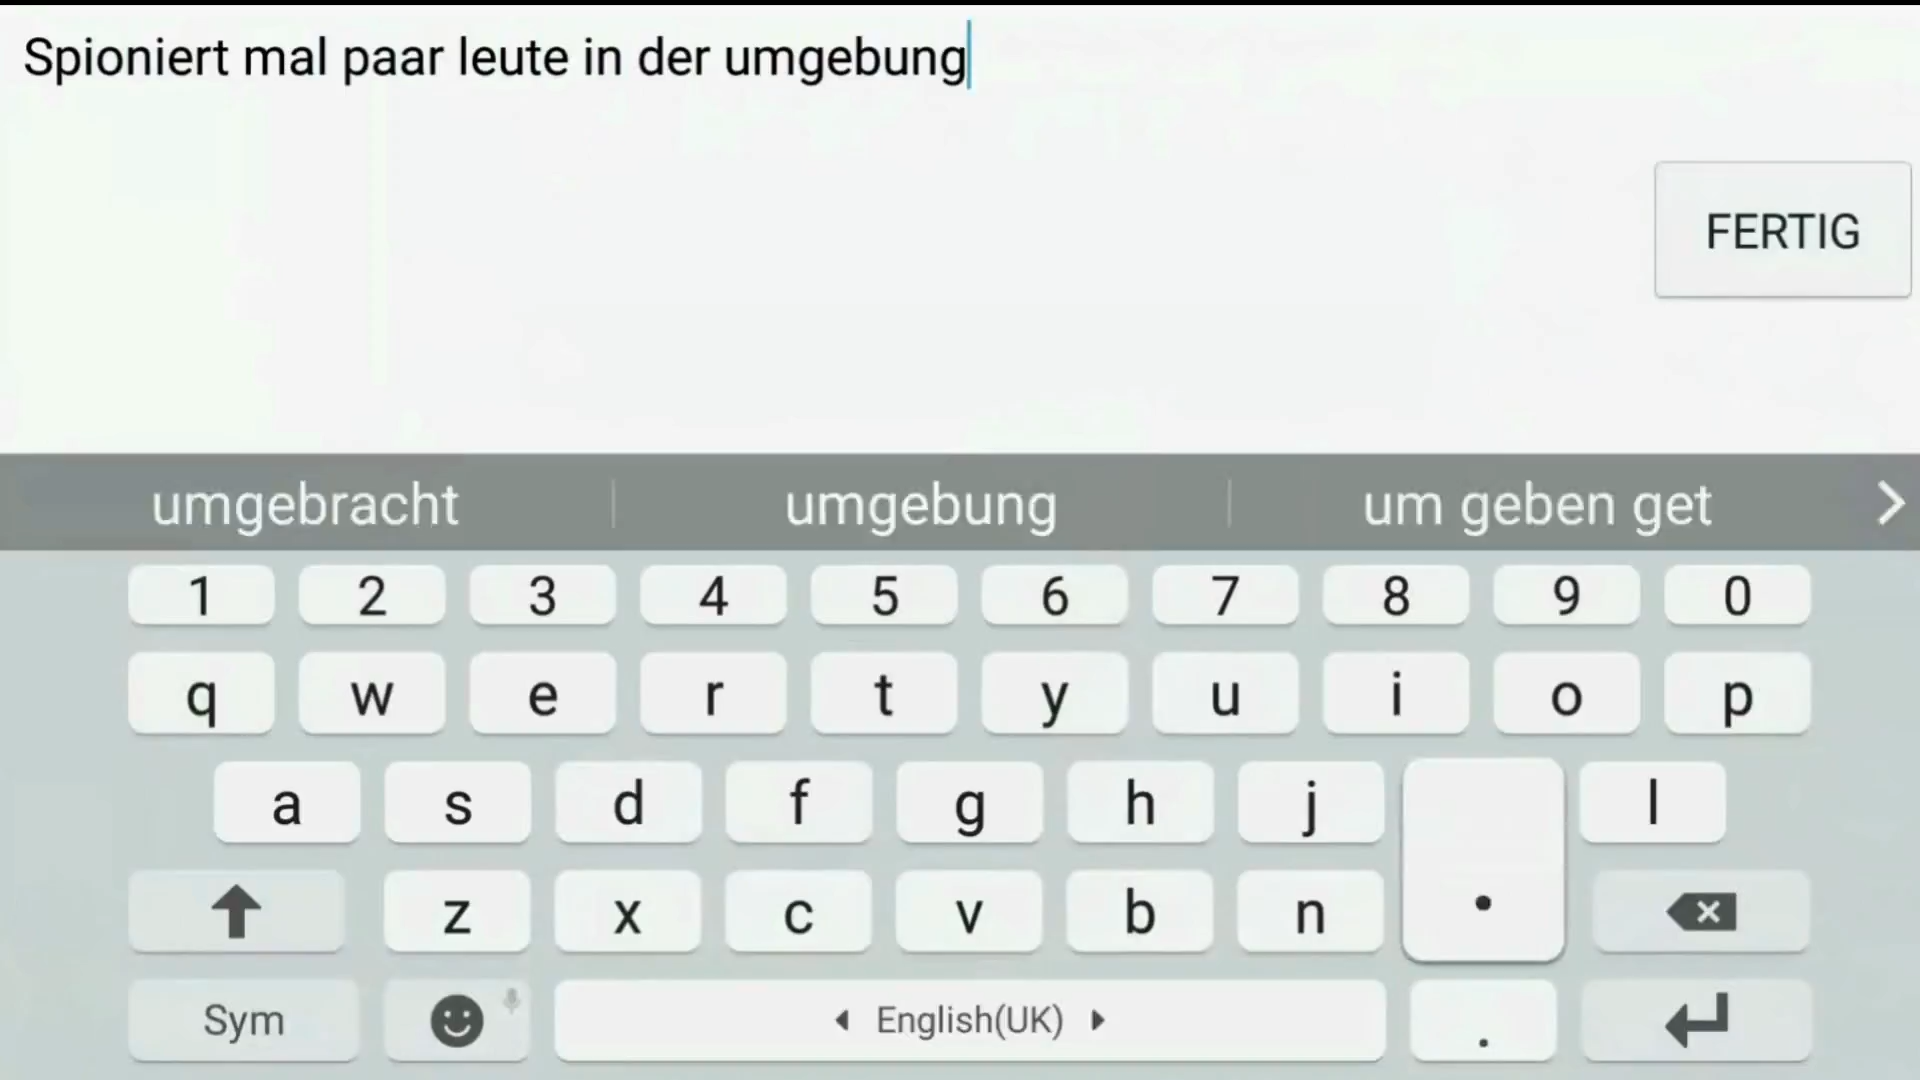 Spioniert mal paar leute in der umgebung
FERTIG
umgebracht umgebung um geben get
1 2 3 4 5 6 7 8 9 0
q w e r t y u i o p
a s d f g h j l
z x c v b n .
Sym English(UK) .